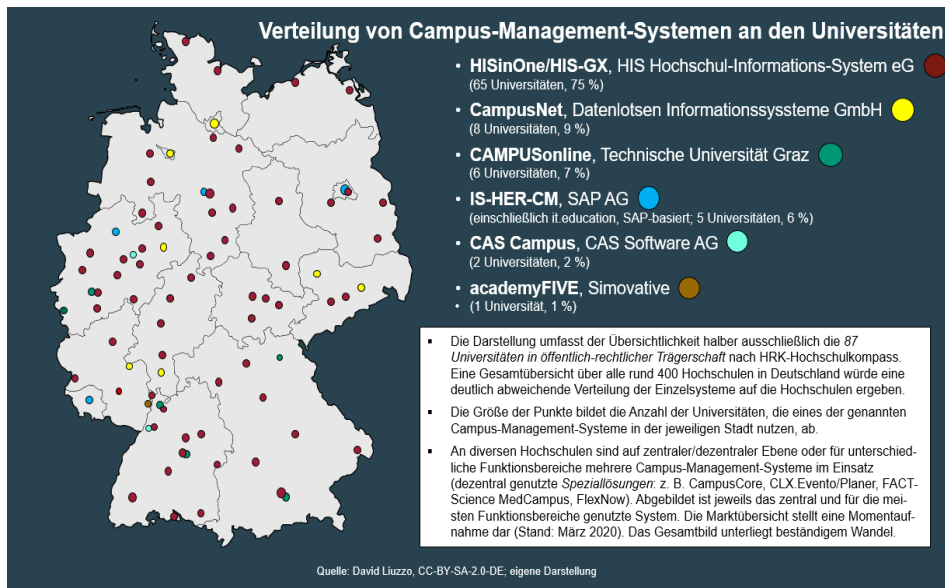 Verteilung von Campus-Management-Systemen an den Universitäten
• HISinOne/HIS-GX, HIS Hochschul-Informations-System eG
(65 Universitäten, 75 %)
• CampusNet, Datenlotsen Informationssyssteme GmbH
(8 Universitäten, 9 %)
• CAMPUSonline, Technische Universität Graz
(6 Universitäten, 7 %)
• IS-HER-CM, SAP AG
(einschließlich it.education, SAP-basiert; 5 Universitäten, 6 %)
• CAS Campus, CAS Software AG
(2 Universitäten, 2 %)
• academyFIVE, Simovative
• (1 Universität, 1 %)
▪ Die Darstellung umfasst der Übersichtlichkeit halber ausschließlich die 87
Universitäten in öffentlich-rechtlicher Trägerschaft nach HRK-Hochschulkompass.
Eine Gesamtübersicht über alle rund 400 Hochschulen in Deutschland würde eine
deutlich abweichende Verteilung der Einzelsysteme auf die Hochschulen ergeben.
▪ Die Größe der Punkte bildet die Anzahl der Universitäten, die eines der genannten
Campus-Management-Systeme in der jeweiligen Stadt nutzen, ab.
▪ An diversen Hochschulen sind auf zentraler/dezentraler Ebene oder für unterschied-
liche Funktionsbereiche mehrere Campus-Management-Systeme im Einsatz
(dezentral genutzte Speziallösungen: z. B. CampusCore, CLX.Evento/Planer, FACT-
Science MedCampus, FlexNow). Abgebildet ist jeweils das zentral und für die mei-
sten Funktionsbereiche genutzte System. Die Marktübersicht stellt eine Momentauf-
nahme dar (Stand: März 2020). Das Gesamtbild unterliegt beständigem Wandel.
Quelle: David Liuzzo, CC-BY-SA-2.0-DE; eigene Darstellung